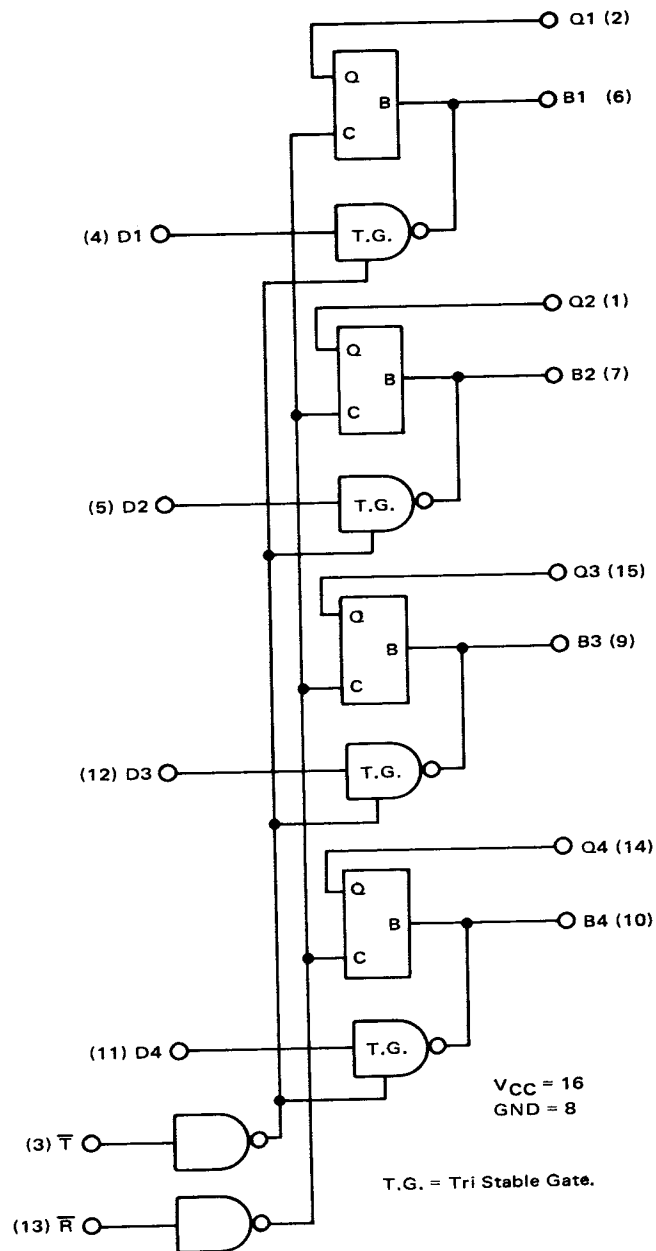 Q1 (2)
Q
B
B1 (6)
C
(4) D1
T.G.
Q2 (1)
Q
B
B2 (7)
C
(5) D2
T.G.
Q3 (15)
Q
B
B3 (9)
C
(12) D3
T.G.
Q4 (14)
Q
B
B4 (10)
C
(11) D4
T.G.
VCC = 16
GND = 8
(3) T̅
T.G. = Tri Stable Gate.
(13) R̅